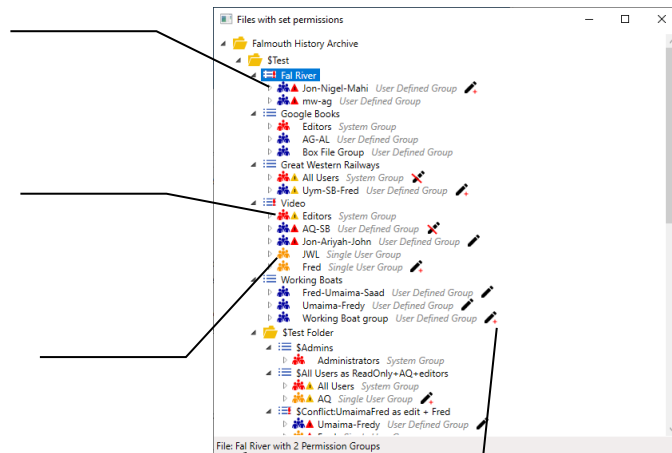 Files with set permissions
Falmouth History Archive
$Test
Fal River
Jon-Nigel-Mahi User Defined Group
mw-ag User Defined Group
Google Books
Editors System Group
AG-AL User Defined Group
Box File Group User Defined Group
Great Western Railways
All Users System Group
Uym-SB-Fred User Defined Group
Video
Editors System Group
AQ-SB User Defined Group
Jon-Ariyah-John User Defined Group
JWL Single User Group
Fred Single User Group
Working Boats
Fred-Umaima-Saad User Defined Group
Umaima-Fredy User Defined Group
Working Boat group User Defined Group
$Test Folder
$Admins
Administrators System Group
$All Users as ReadOnly+AQ+editors
All Users System Group
AQ Single User Group
$Conflict:UmaimaFred as edit + Fred
Umaima-Fredy User Defined Group
File: Fal River with 2 Permission Groups